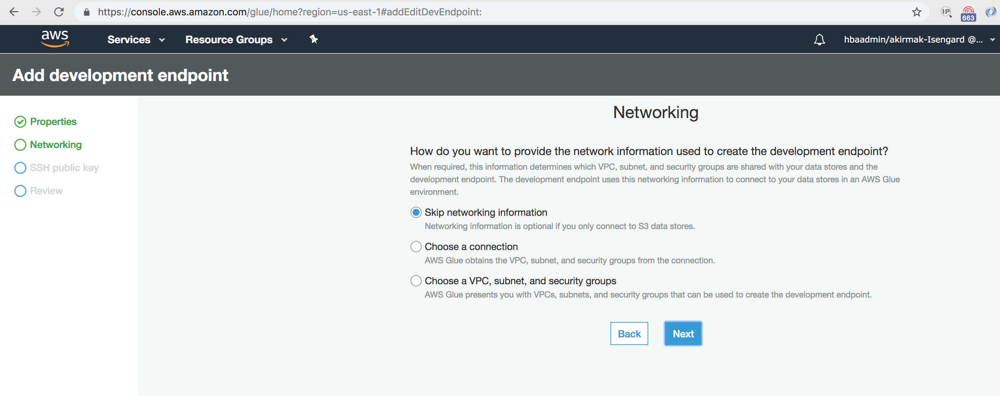 https://console.aws.amazon.com/glue/home?region=us-east-1#addEditDevEndpoint:
IP
663
aws
Services
Resource Groups
hbaadmin/akirmak-Isengard @...
Add development endpoint
Properties
Networking
SSH public key
Review
Networking
How do you want to provide the network information used to create the development endpoint?
When required, this information determines which VPC, subnet, and security groups are shared with your data stores and the
development endpoint. The development endpoint uses this networking information to connect to your data stores in an AWS Glue
environment.
Skip networking information
Networking information is optional if you only connect to S3 data stores.
Choose a connection
AWS Glue obtains the VPC, subnet, and security groups from the connection.
Choose a VPC, subnet, and security groups
AWS Glue presents you with VPCs, subnets, and security groups that can be used to create the development endpoint.
Back
Next